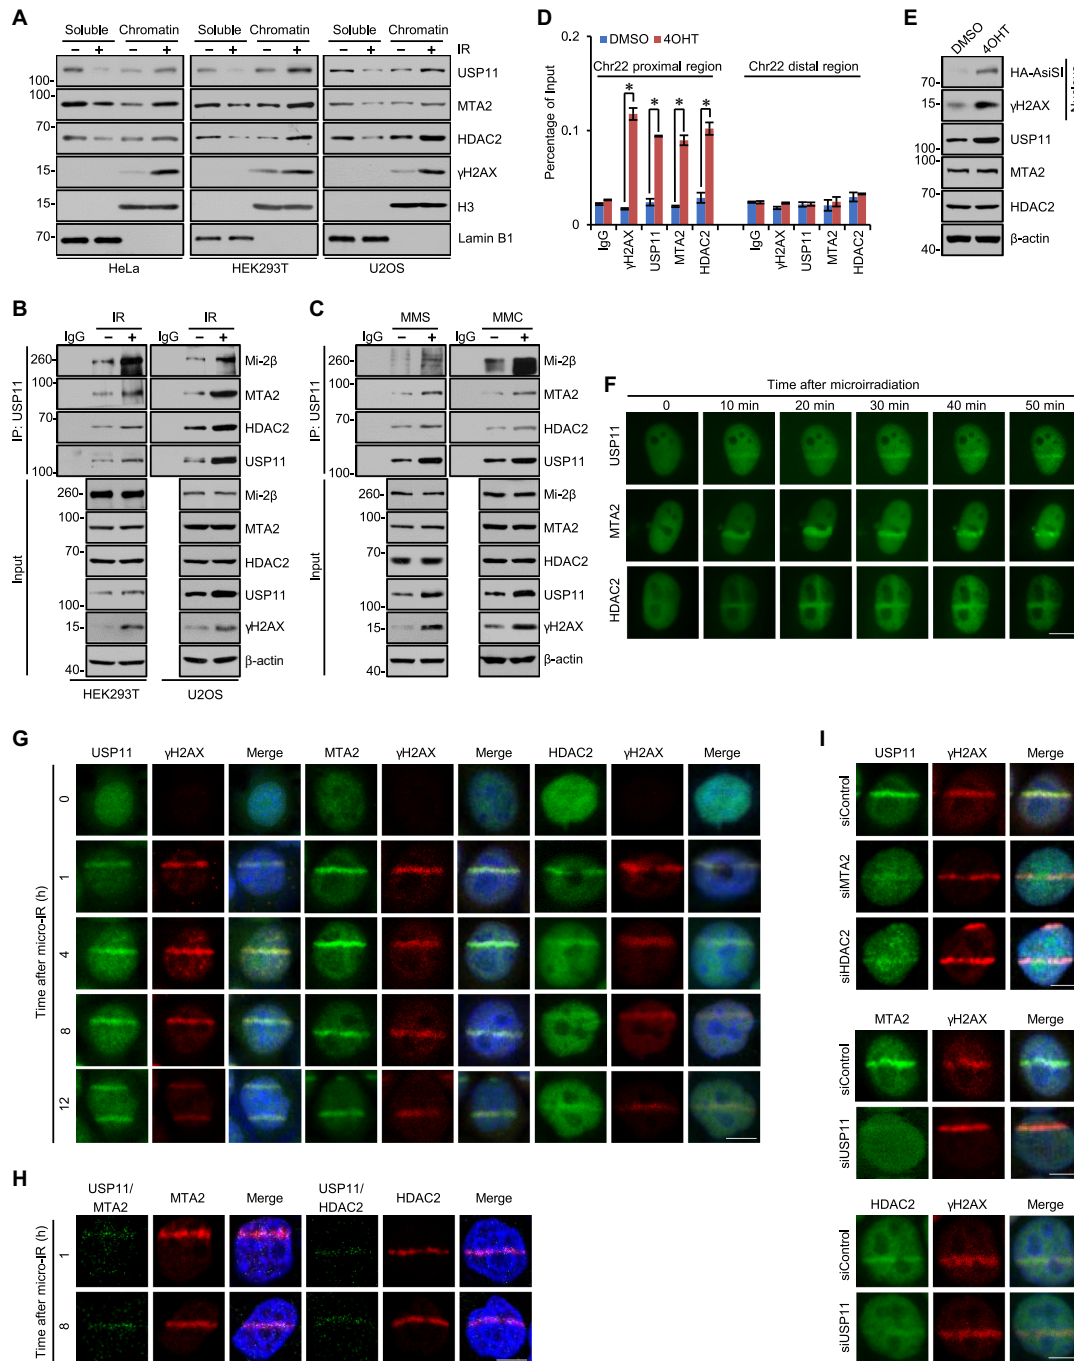 A
Soluble Chromatin Soluble Chromatin Soluble Chromatin
− + − + − + − + − + − + IR
100 USP11
100 MTA2
70 HDAC2
15 γH2AX
15 H3
70 Lamin B1
HeLa HEK293T U2OS
D
DMSO 4OHT
Chr22 proximal region Chr22 distal region
Percentage of Input
0.2
0.1
0
* * * *
IgG γH2AX USP11 MTA2 HDAC2 IgG γH2AX USP11 MTA2 HDAC2
E
DMSO 4OHT
70 HA-AsiSI
15 γH2AX
100 USP11
70 MTA2
HDAC2
40 β-actin
B
IR IR
IgG − + IgG − +
IP: USP11
260 Mi-2β
100 MTA2
70 HDAC2
100 USP11
Input
260 Mi-2β
100 MTA2
70 HDAC2
100 USP11
15 γH2AX
40 β-actin
HEK293T U2OS
C
MMS MMC
IgG − + IgG − +
IP: USP11
260 Mi-2β
100 MTA2
70 HDAC2
100 USP11
Input
260 Mi-2β
100 MTA2
70 HDAC2
100 USP11
15 γH2AX
40 β-actin
F
Time after microirradiation
0 10 min 20 min 30 min 40 min 50 min
USP11
MTA2
HDAC2
G
USP11 γH2AX Merge MTA2 γH2AX Merge HDAC2 γH2AX Merge
Time after micro-IR (h)
0
1
4
8
12
H
USP11/MTA2 MTA2 Merge USP11/HDAC2 HDAC2 Merge
Time after micro-IR (h)
1
8
I
USP11 γH2AX Merge
siControl
siMTA2
siHDAC2
MTA2 γH2AX Merge
siControl
siUSP11
HDAC2 γH2AX Merge
siControl
siUSP11